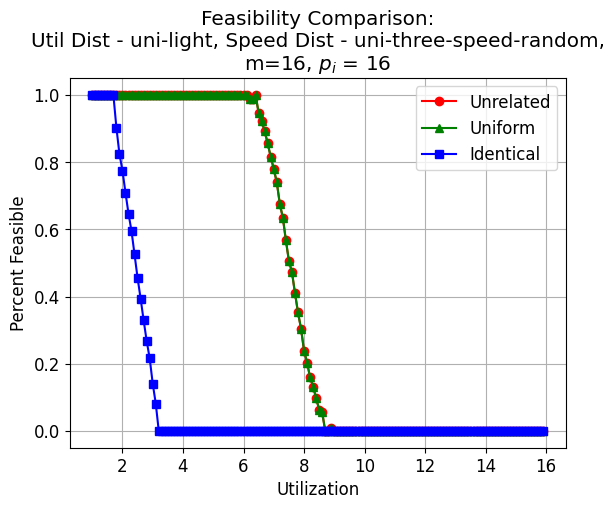 Feasibility Comparison:
Util Dist - uni-light, Speed Dist - uni-three-speed-random,
m=16, $p_i$ = 16
1.0
0.8
0.6
0.4
0.2
0.0
Percent Feasible
Unrelated
Uniform
Identical
2 4 6 8 10 12 14 16
Utilization